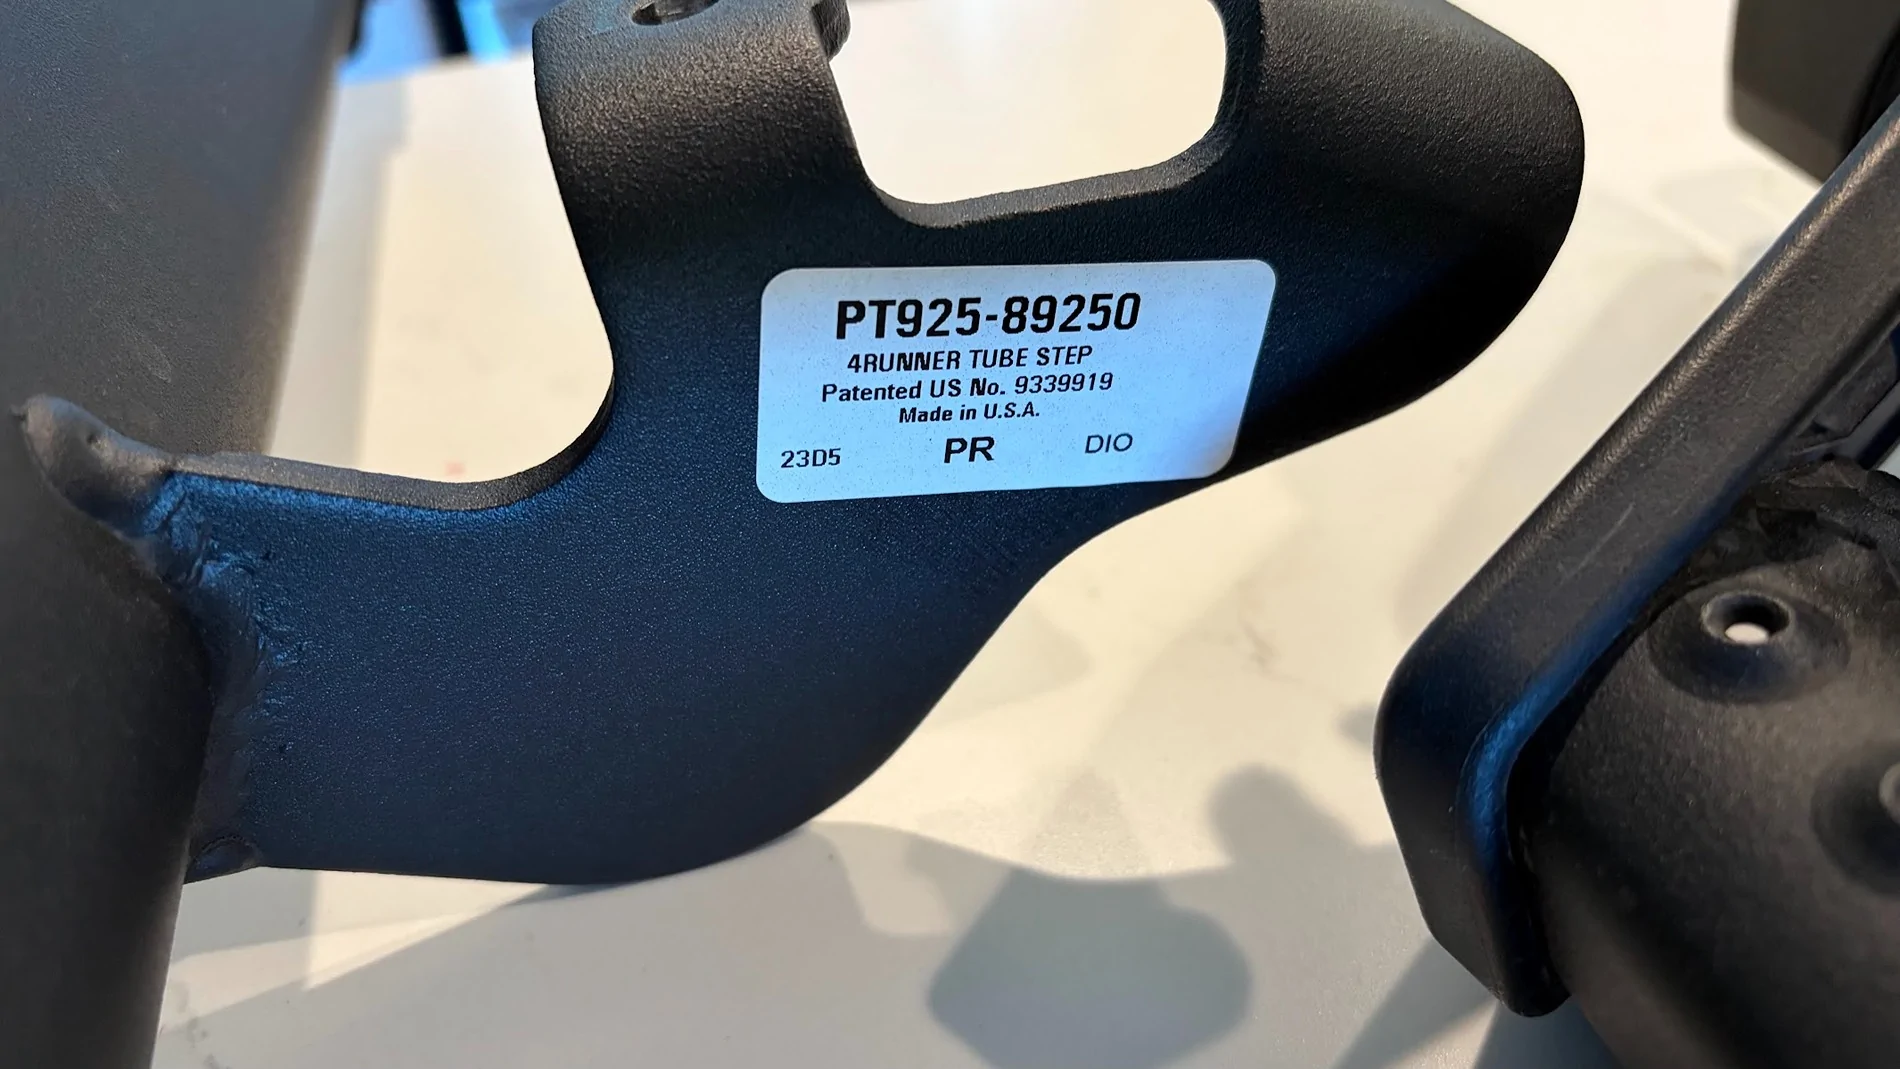 PT925-89250
4RUNNER TUBE STEP
Patented US No. 9339919
Made in U.S.A.
23D5 PR DIO